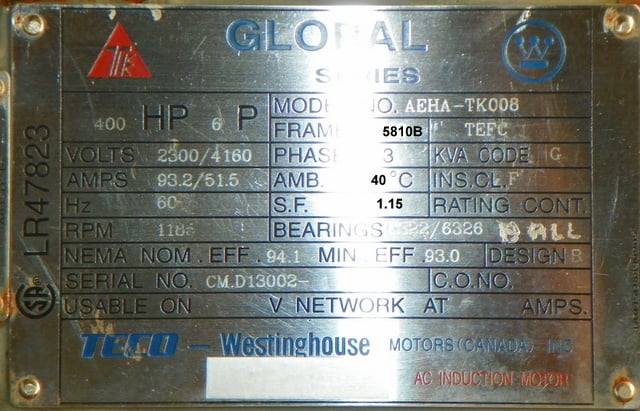 GLOBAL
SERIES
400 HP 6 P MODEL NO. AEHA-TK008
FRAME 5810B TEFC
VOLTS 2300/4160 PHASE 3 KVA CODE G
AMPS 93.2/51.5 AMB. 40°C INS.CL.F
Hz 60 S.F. 1.15 RATING CONT.
RPM BEARINGS 6322/6326 BALL
NEMA NOM. EFF. 94.1 MIN. EFF 93.0 DESIGN B
SERIAL NO. CM.D13002- C.O.NO.
USABLE ON V NETWORK AT AMPS.
TECO - Westinghouse MOTORS (CANADA) INC
AC INDUCTION MOTOR
LR47823